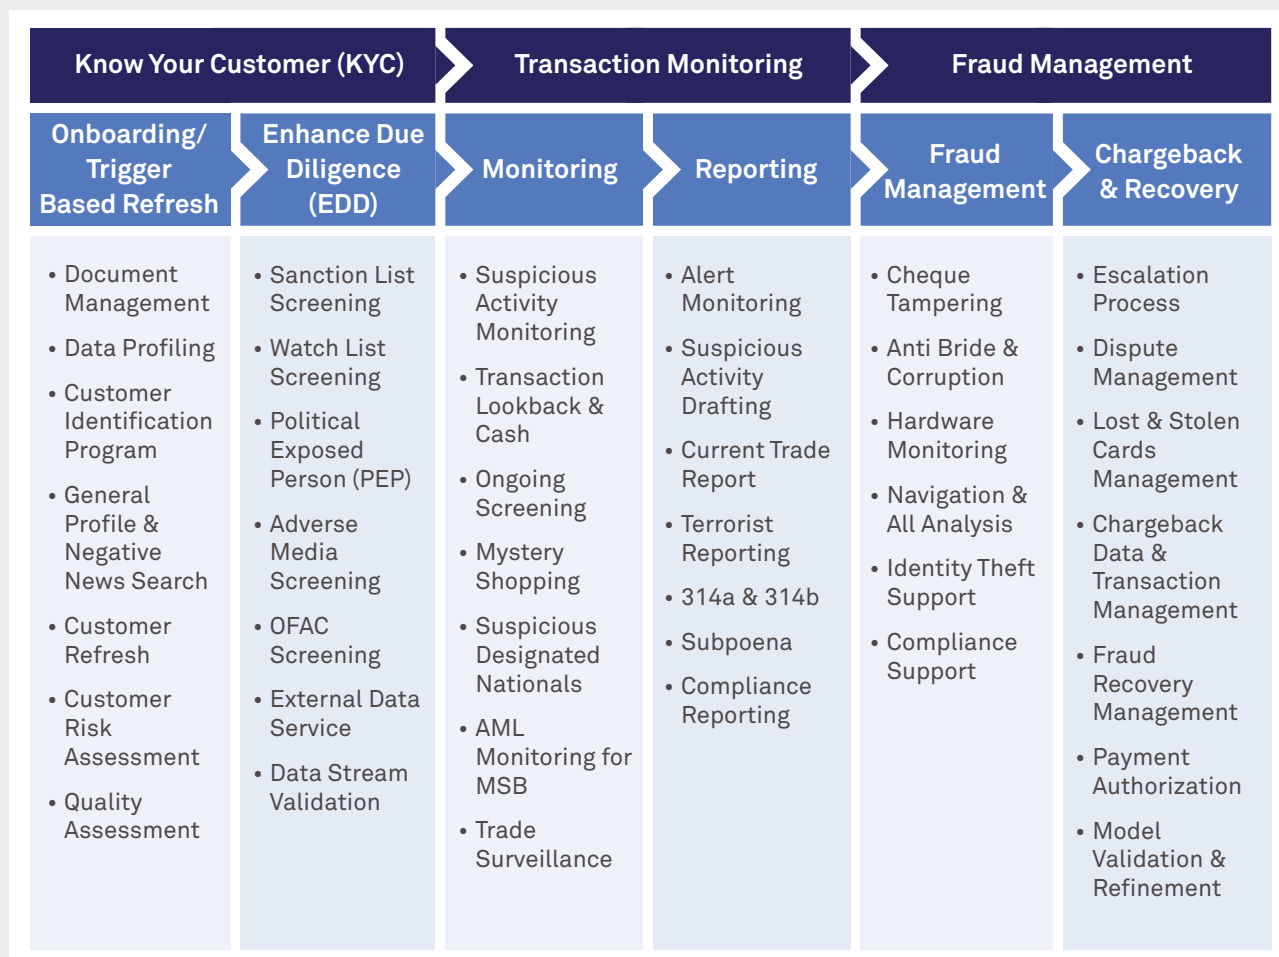 Know Your Customer (KYC)
Transaction Monitoring
Fraud Management
Onboarding/
Trigger
Based Refresh
Enhance Due
Diligence
(EDD)
Monitoring
Reporting
Fraud
Management
Chargeback
& Recovery
• Document
Management
• Data Profiling
• Customer
Identification
Program
• General
Profile &
Negative
News Search
• Customer
Refresh
• Customer
Risk
Assessment
• Quality
Assessment
• Sanction List
Screening
• Watch List
Screening
• Political
Exposed
Person (PEP)
• Adverse
Media
Screening
• OFAC
Screening
• External Data
Service
• Data Stream
Validation
• Suspicious
Activity
Monitoring
• Transaction
Lookback &
Cash
• Ongoing
Screening
• Mystery
Shopping
• Suspicious
Designated
Nationals
• AML
Monitoring for
MSB
• Trade
Surveillance
• Alert
Monitoring
• Suspicious
Activity
Drafting
• Current Trade
Report
• Terrorist
Reporting
• 314a & 314b
• Subpoena
• Compliance
Reporting
• Cheque
Tampering
• Anti Bride &
Corruption
• Hardware
Monitoring
• Navigation &
All Analysis
• Identity Theft
Support
• Compliance
Support
• Escalation
Process
• Dispute
Management
• Lost & Stolen
Cards
Management
• Chargeback
Data &
Transaction
Management
• Fraud
Recovery
Management
• Payment
Authorization
• Model
Validation &
Refinement